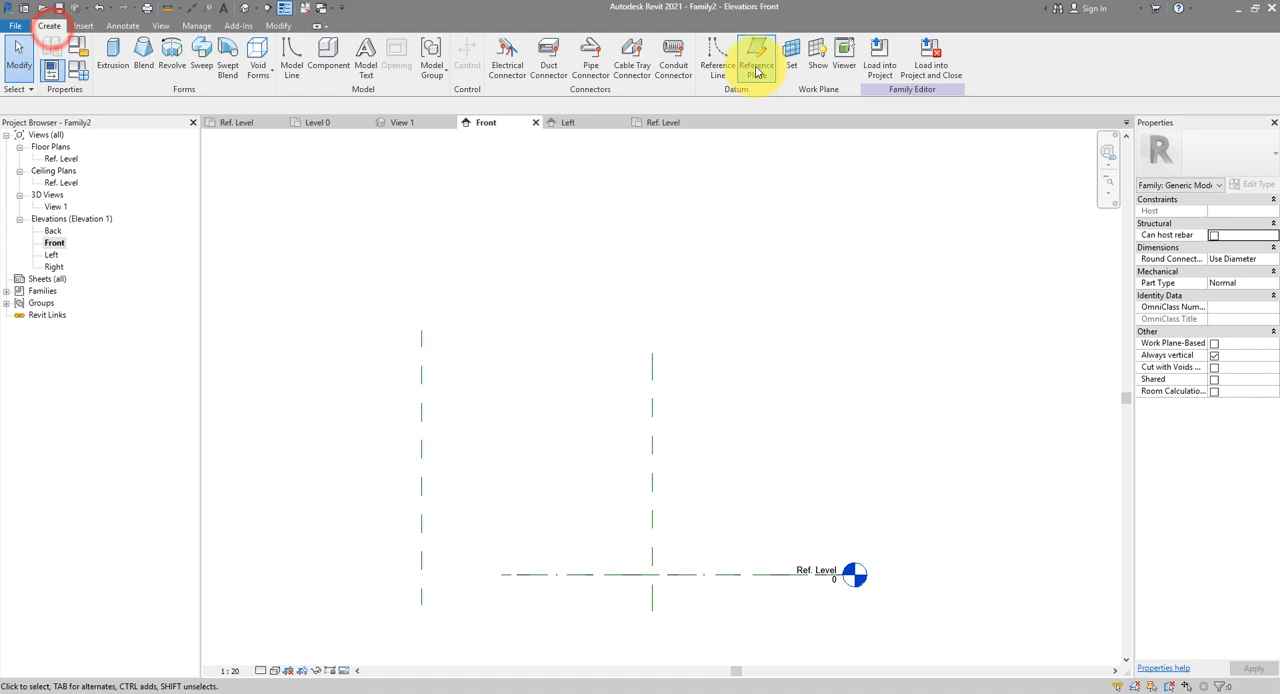 Autodesk Revit 2021 - Family2 - Elevation: Front
Sign In
File
Create
Insert
Annotate
View
Manage
Add-Ins
Modify
Modify
Extrusion
Blend
Revolve
Sweep
Swept
Blend
Void
Forms
Model
Line
Component
Model
Text
Opening
Model
Group
Control
Electrical
Connector
Duct
Connector
Pipe
Connector
Cable Tray
Connector
Conduit
Connector
Reference
Line
Reference
Plane
Set
Show
Viewer
Load into
Project
Load into
Project and Close
Select
Properties
Forms
Model
Control
Connectors
Datum
Work Plane
Family Editor
Project Browser - Family2
Ref. Level
Level 0
View 1
Front
Left
Ref. Level
Properties
Views (all)
Floor Plans
Ref. Level
Ceiling Plans
Ref. Level
3D Views
View 1
Elevations (Elevation 1)
Back
Front
Left
Right
Sheets (all)
Families
Groups
Revit Links
2D
Ref. Level
0
Family: Generic Mode
Edit Type
Constraints
Host
Structural
Can host rebar
Dimensions
Round Connect... Use Diameter
Mechanical
Part Type Normal
Identity Data
OmniClass Num...
OmniClass Title
Other
Work Plane-Based
Always vertical
Cut with Voids ...
Shared
Room Calculatio...
Properties help
Apply
1 : 20
Click to select, TAB for alternates, CTRL adds, SHIFT unselects.
:0